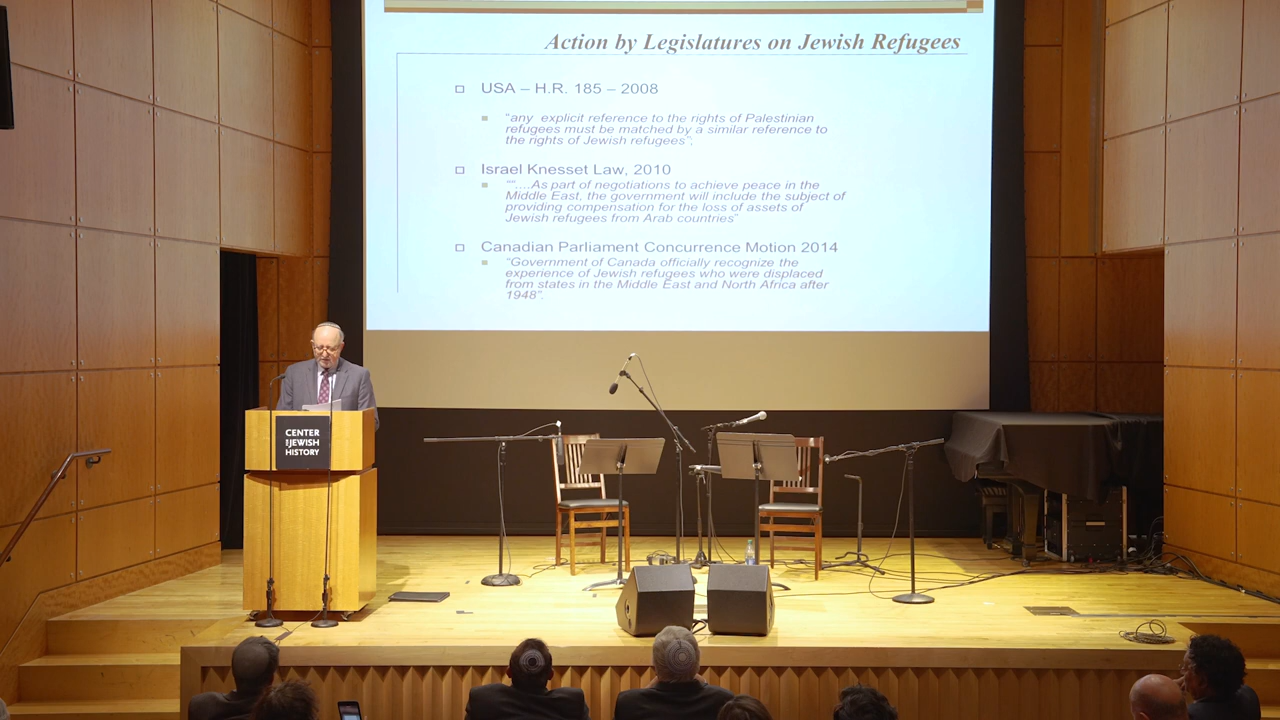 Action by Legislatures on Jewish Refugees
USA – H.R. 185 – 2008
"any explicit reference to the rights of Palestinian
refugees must be matched by a similar reference to
the rights of Jewish refugees";
Israel Knesset Law, 2010
""....As part of negotiations to achieve peace in the
Middle East, the government will include the subject of
providing compensation for the loss of assets of
Jewish refugees from Arab countries"
Canadian Parliament Concurrence Motion 2014
"Government of Canada officially recognize the
experience of Jewish refugees who were displaced
from states in the Middle East and North Africa after
1948".
CENTER
FOR JEWISH
HISTORY